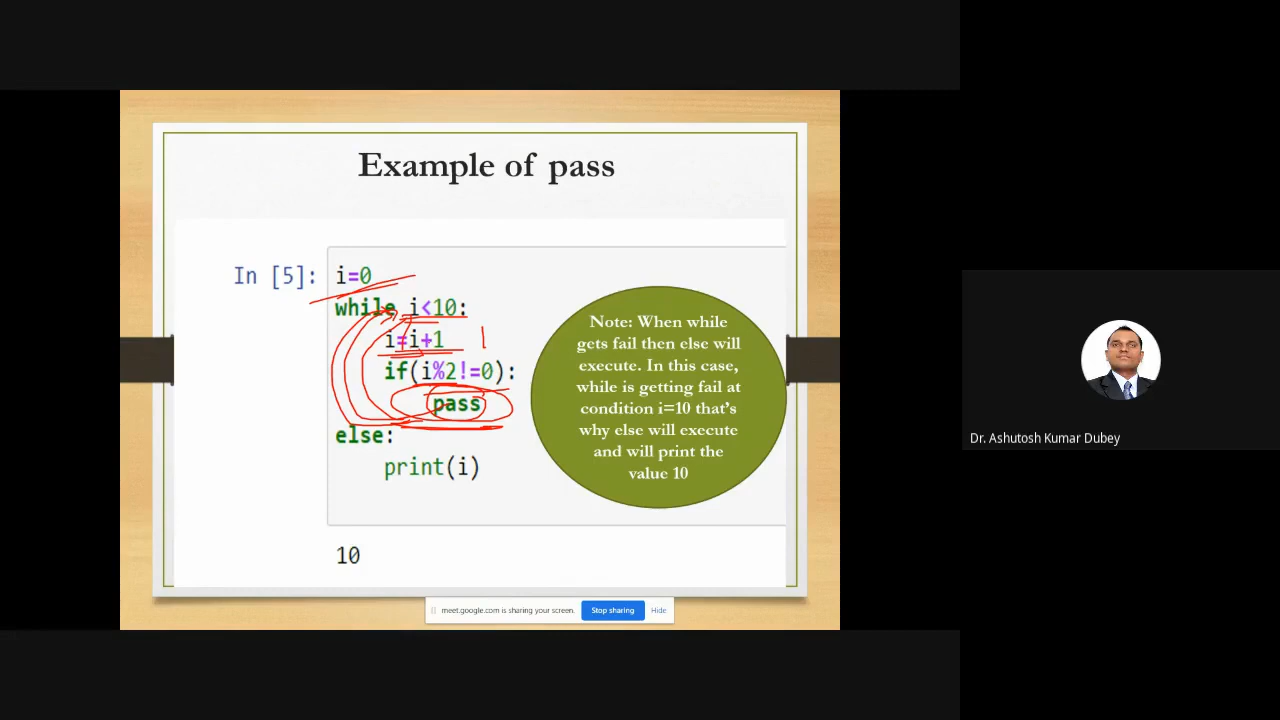 Example of pass
In [5]: i=0
while i<10:
i=i+1
if(i%2!=0):
pass
else:
print(i)
10
Note: When while
gets fail then else will
execute. In this case,
while is getting fail at
condition i=10 that's
why else will execute
and will print the
value 10
meet.google.com is sharing your screen. Stop sharing Hide
Dr. Ashutosh Kumar Dubey